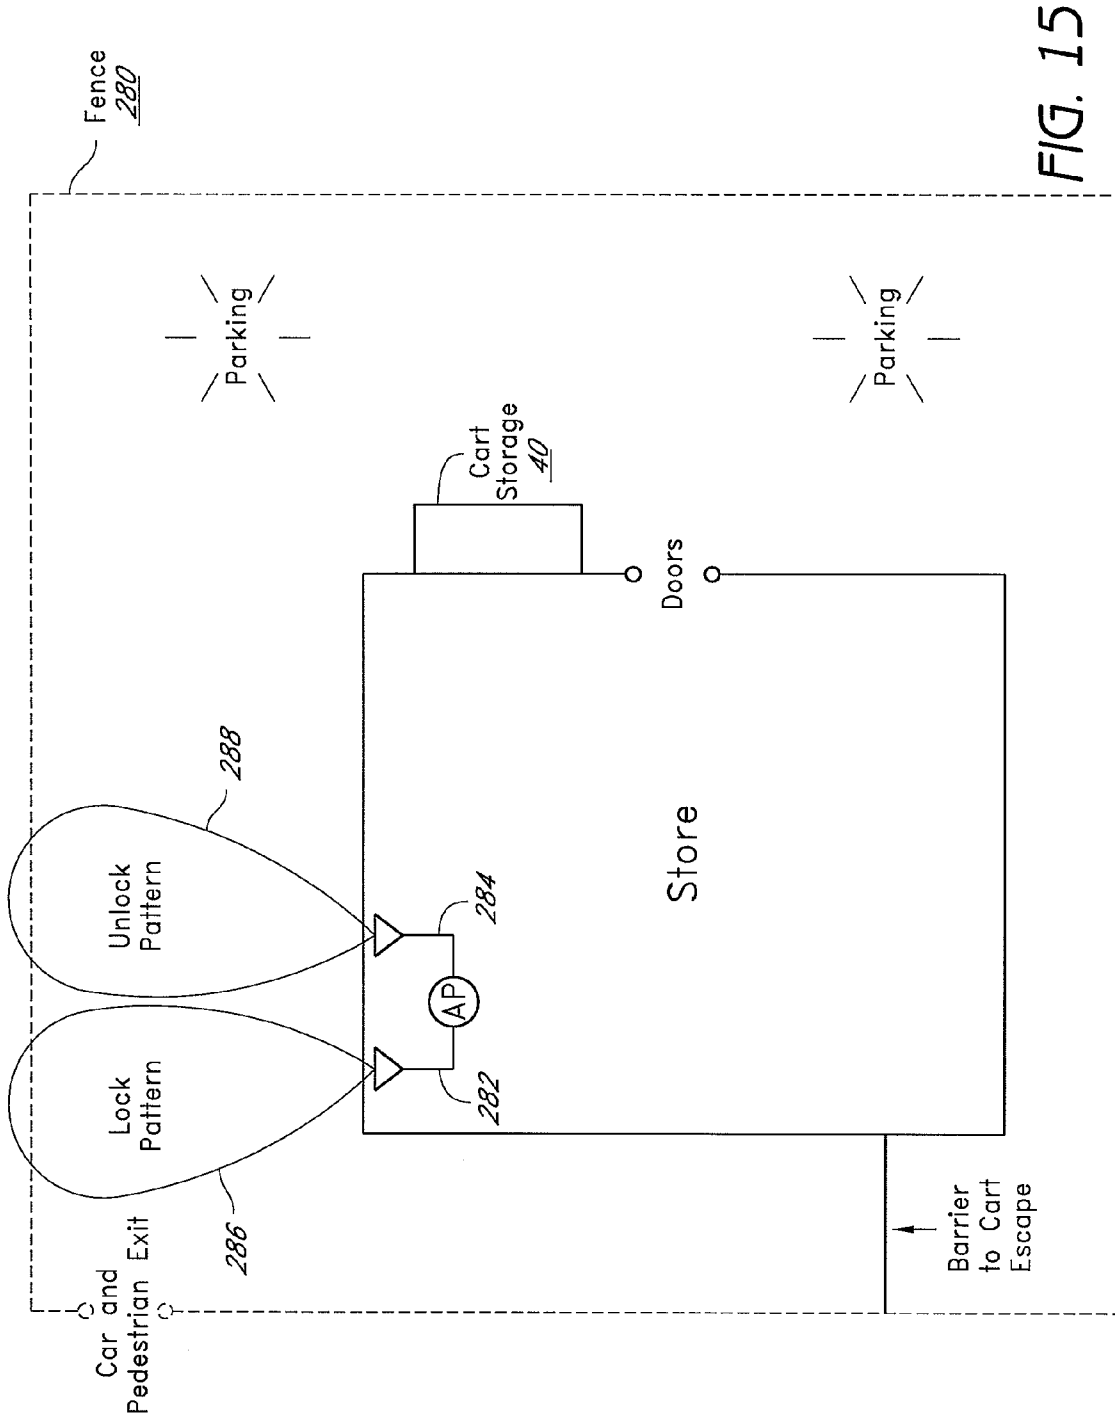 Car and
Pedestrian Exit
286
Lock
Pattern
Unlock
Pattern
288
Fence
280
Parking
282
AP
284
Cart
Storage
40
Doors
Store
Barrier
to Cart
Escape
Parking
FIG. 15